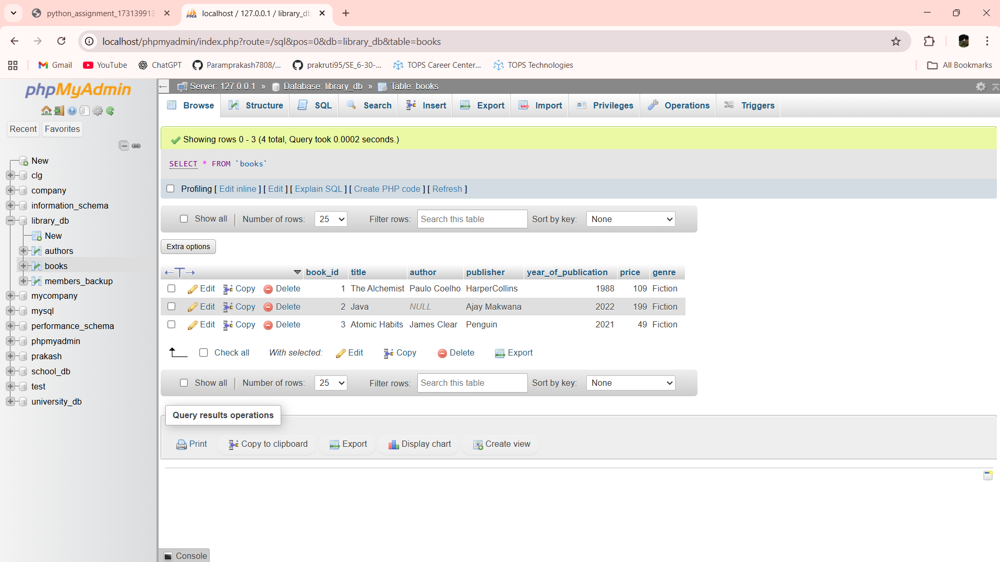 python_assignment_173139913
localhost / 127.0.0.1 / library_db
localhost/phpmyadmin/index.php?route=/sql&pos=0&db=library_db&table=books
Gmail YouTube ChatGPT Paramprakash7808/... prakruti95/SE_6-30-... TOPS Career Center... TOPS Technologies All Bookmarks
phpMyAdmin
Recent Favorites
New
clg
company
information_schema
library_db
New
authors
books
members_backup
mycompany
mysql
performance_schema
phpmyadmin
prakash
school_db
test
university_db
Server: 127.0.0.1 » Database: library_db » Table: books
Browse Structure SQL Search Insert Export Import Privileges Operations Triggers
Showing rows 0 - 3 (4 total, Query took 0.0002 seconds.)
SELECT * FROM `books`
Profiling [ Edit inline ] [ Edit ] [ Explain SQL ] [ Create PHP code ] [ Refresh ]
Show all Number of rows: 25 Filter rows: Search this table Sort by key: None
Extra options
book_id title author publisher year_of_publication price genre
Edit Copy Delete 1 The Alchemist Paulo Coelho HarperCollins 1988 109 Fiction
Edit Copy Delete 2 Java NULL Ajay Makwana 2022 199 Fiction
Edit Copy Delete 3 Atomic Habits James Clear Penguin 2021 49 Fiction
Check all With selected: Edit Copy Delete Export
Show all Number of rows: 25 Filter rows: Search this table Sort by key: None
Query results operations
Print Copy to clipboard Export Display chart Create view
Console